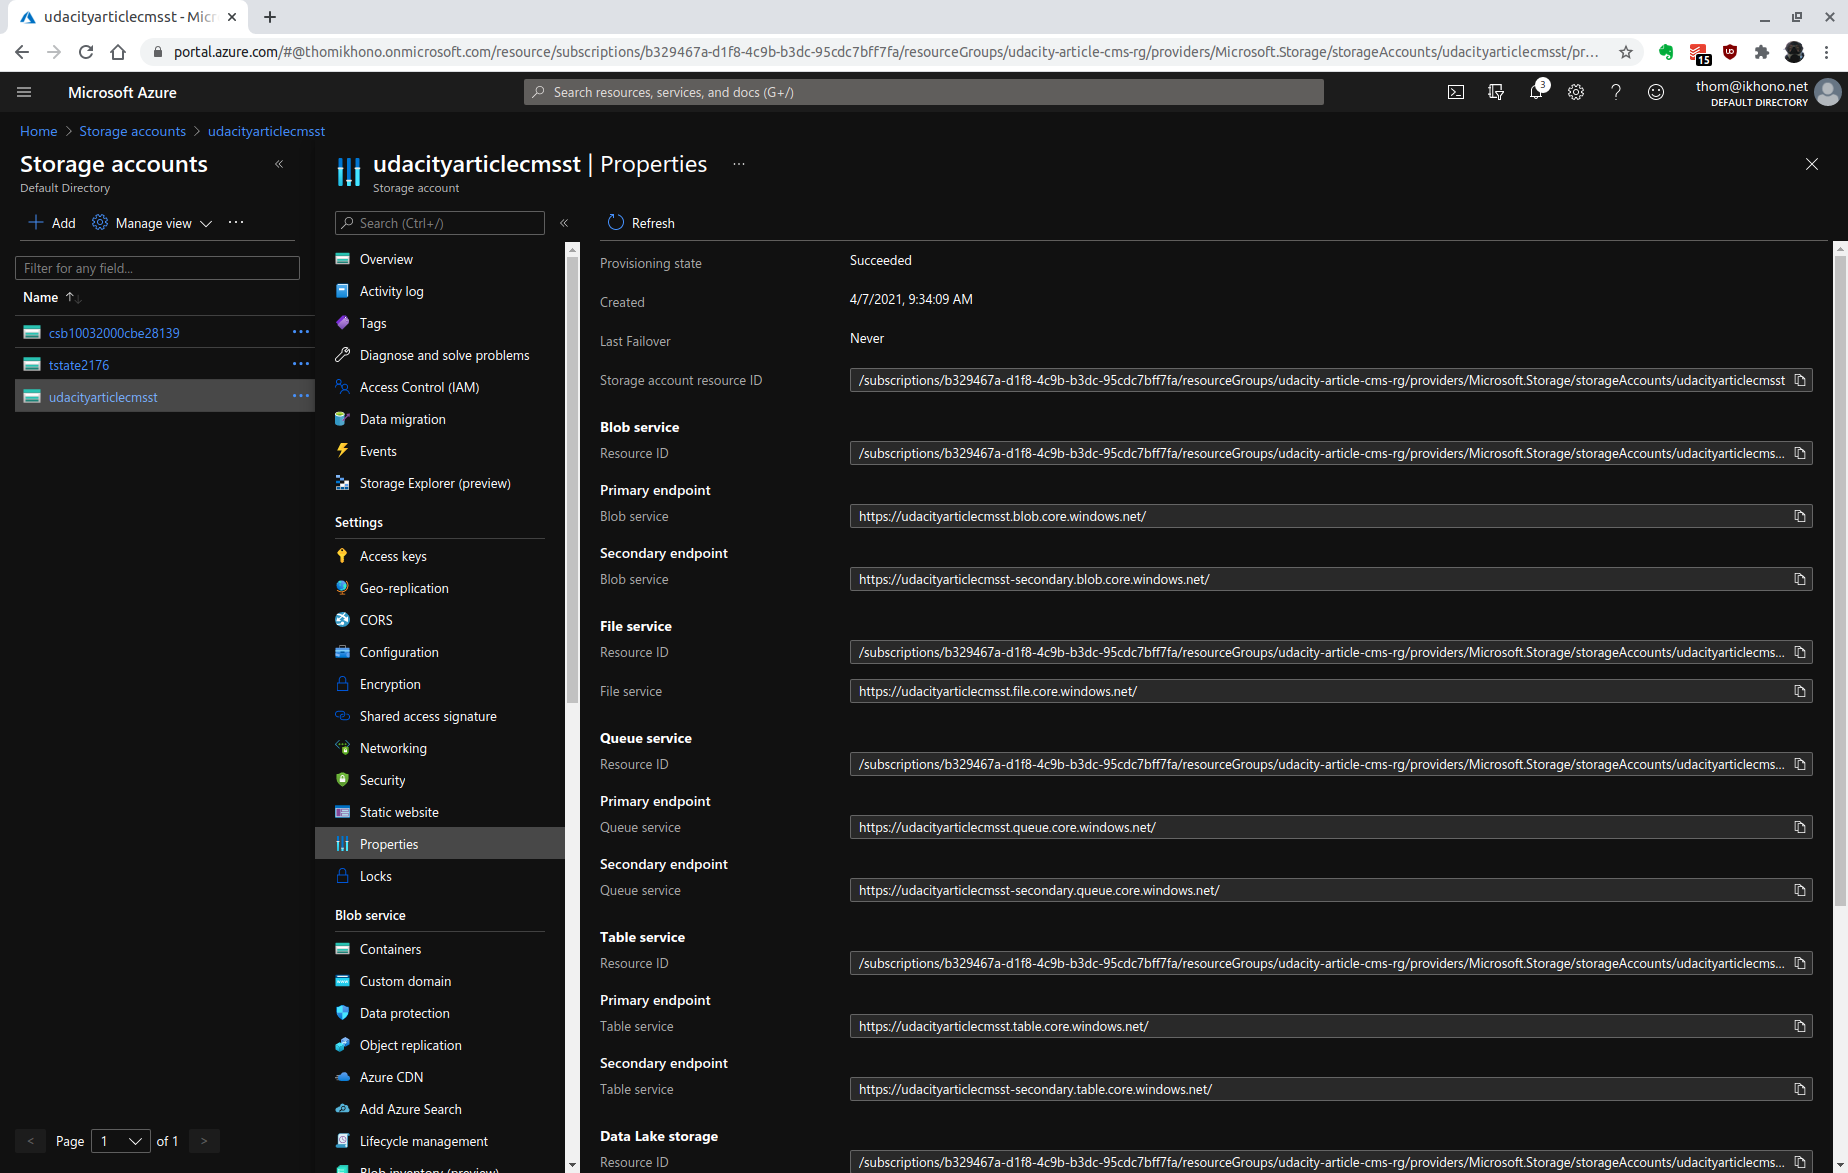 udacityarticlecmsst - Micr
portal.azure.com/#@thomikhono.onmicrosoft.com/resource/subscriptions/b329467a-d1f8-4c9b-b3dc-95cdc7bff7fa/resourceGroups/udacity-article-cms-rg/providers/Microsoft.Storage/storageAccounts/udacityarticlecmsst/pr...
15
Microsoft Azure
Search resources, services, and docs (G+/)
3
thom@ikhono.net
DEFAULT DIRECTORY
Home > Storage accounts > udacityarticlecmsst
Storage accounts
Default Directory
Add
Manage view
Filter for any field...
Name
csb10032000cbe28139
tstate2176
udacityarticlecmsst
< Page 1 of 1 >
udacityarticlecmsst | Properties
Storage account
Search (Ctrl+/)
Overview
Activity log
Tags
Diagnose and solve problems
Access Control (IAM)
Data migration
Events
Storage Explorer (preview)
Settings
Access keys
Geo-replication
CORS
Configuration
Encryption
Shared access signature
Networking
Security
Static website
Properties
Locks
Blob service
Containers
Custom domain
Data protection
Object replication
Azure CDN
Add Azure Search
Lifecycle management
Blob inventory (preview)
Refresh
Provisioning state
Succeeded
Created
4/7/2021, 9:34:09 AM
Last Failover
Never
Storage account resource ID
/subscriptions/b329467a-d1f8-4c9b-b3dc-95cdc7bff7fa/resourceGroups/udacity-article-cms-rg/providers/Microsoft.Storage/storageAccounts/udacityarticlecmsst
Blob service
Resource ID
/subscriptions/b329467a-d1f8-4c9b-b3dc-95cdc7bff7fa/resourceGroups/udacity-article-cms-rg/providers/Microsoft.Storage/storageAccounts/udacityarticlecms...
Primary endpoint
Blob service
https://udacityarticlecmsst.blob.core.windows.net/
Secondary endpoint
Blob service
https://udacityarticlecmsst-secondary.blob.core.windows.net/
File service
Resource ID
/subscriptions/b329467a-d1f8-4c9b-b3dc-95cdc7bff7fa/resourceGroups/udacity-article-cms-rg/providers/Microsoft.Storage/storageAccounts/udacityarticlecms...
File service
https://udacityarticlecmsst.file.core.windows.net/
Queue service
Resource ID
/subscriptions/b329467a-d1f8-4c9b-b3dc-95cdc7bff7fa/resourceGroups/udacity-article-cms-rg/providers/Microsoft.Storage/storageAccounts/udacityarticlecms...
Primary endpoint
Queue service
https://udacityarticlecmsst.queue.core.windows.net/
Secondary endpoint
Queue service
https://udacityarticlecmsst-secondary.queue.core.windows.net/
Table service
Resource ID
/subscriptions/b329467a-d1f8-4c9b-b3dc-95cdc7bff7fa/resourceGroups/udacity-article-cms-rg/providers/Microsoft.Storage/storageAccounts/udacityarticlecms...
Primary endpoint
Table service
https://udacityarticlecmsst.table.core.windows.net/
Secondary endpoint
Table service
https://udacityarticlecmsst-secondary.table.core.windows.net/
Data Lake storage
Resource ID
/subscriptions/b329467a-d1f8-4c9b-b3dc-95cdc7bff7fa/resourceGroups/udacity-article-cms-rg/providers/Microsoft.Storage/storageAccounts/udacityarticlecms...